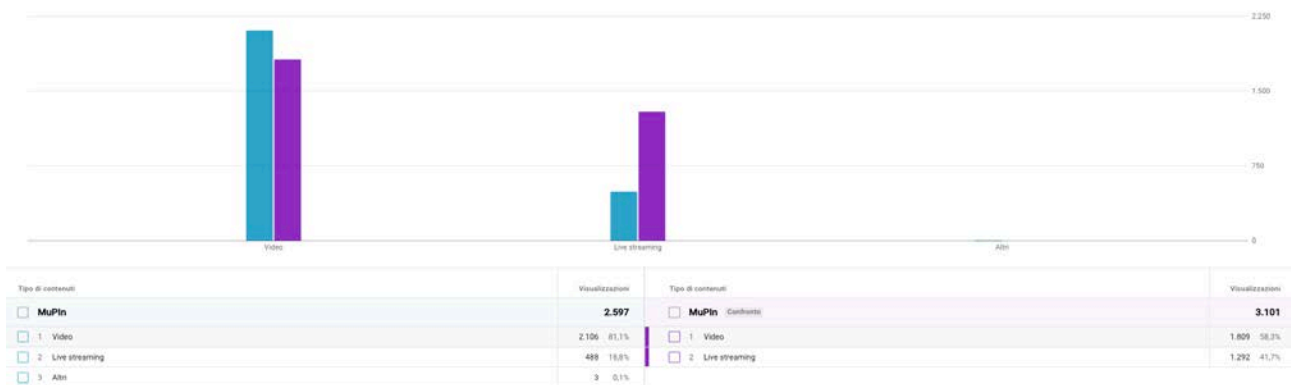 2.250
1.500
750
0
Video
Live streaming
Altri
Tipo di contenuti Visualizzazioni Tipo di contenuti Visualizzazioni
MuPIn 2.597 MuPIn Confronto 3.101
1 Video 2.106 81,1% 1 Video 1.809 58,3%
2 Live streaming 488 18,8% 2 Live streaming 1.292 41,7%
3 Altri 3 0,1%